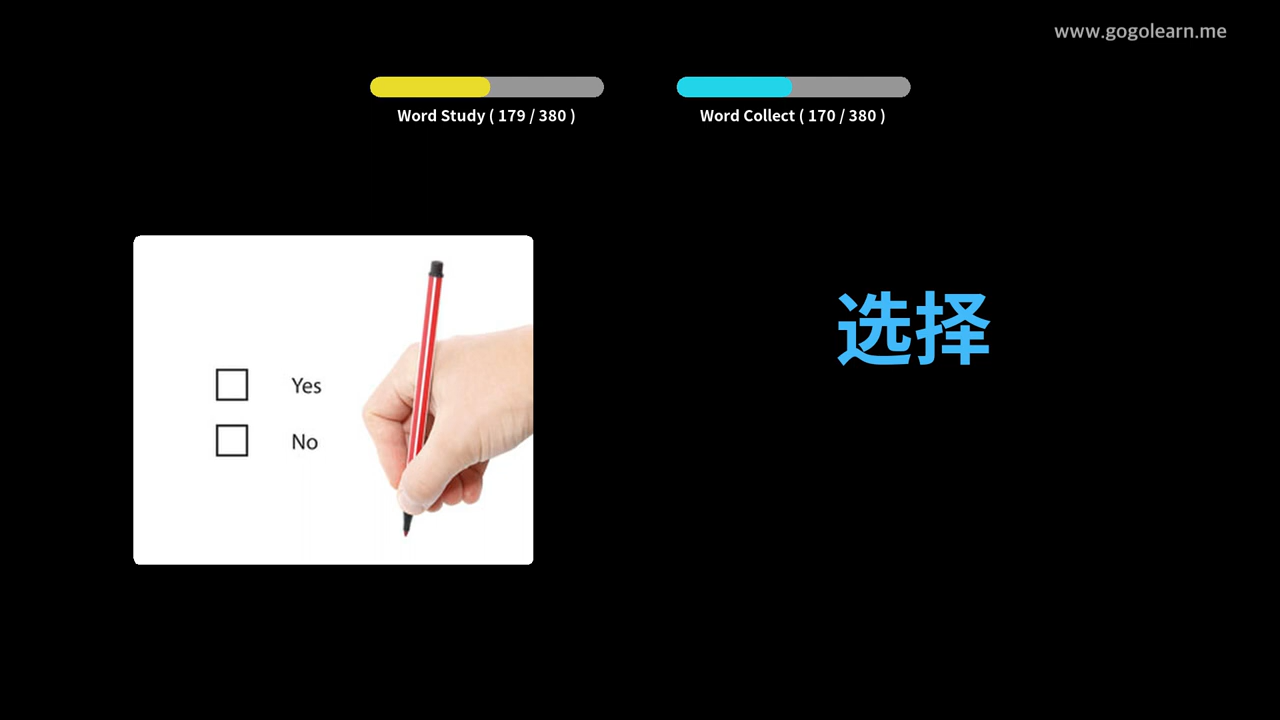 www.gogolearn.me
Word Study ( 179 / 380 )
Word Collect ( 170 / 380 )
选择
Yes
No